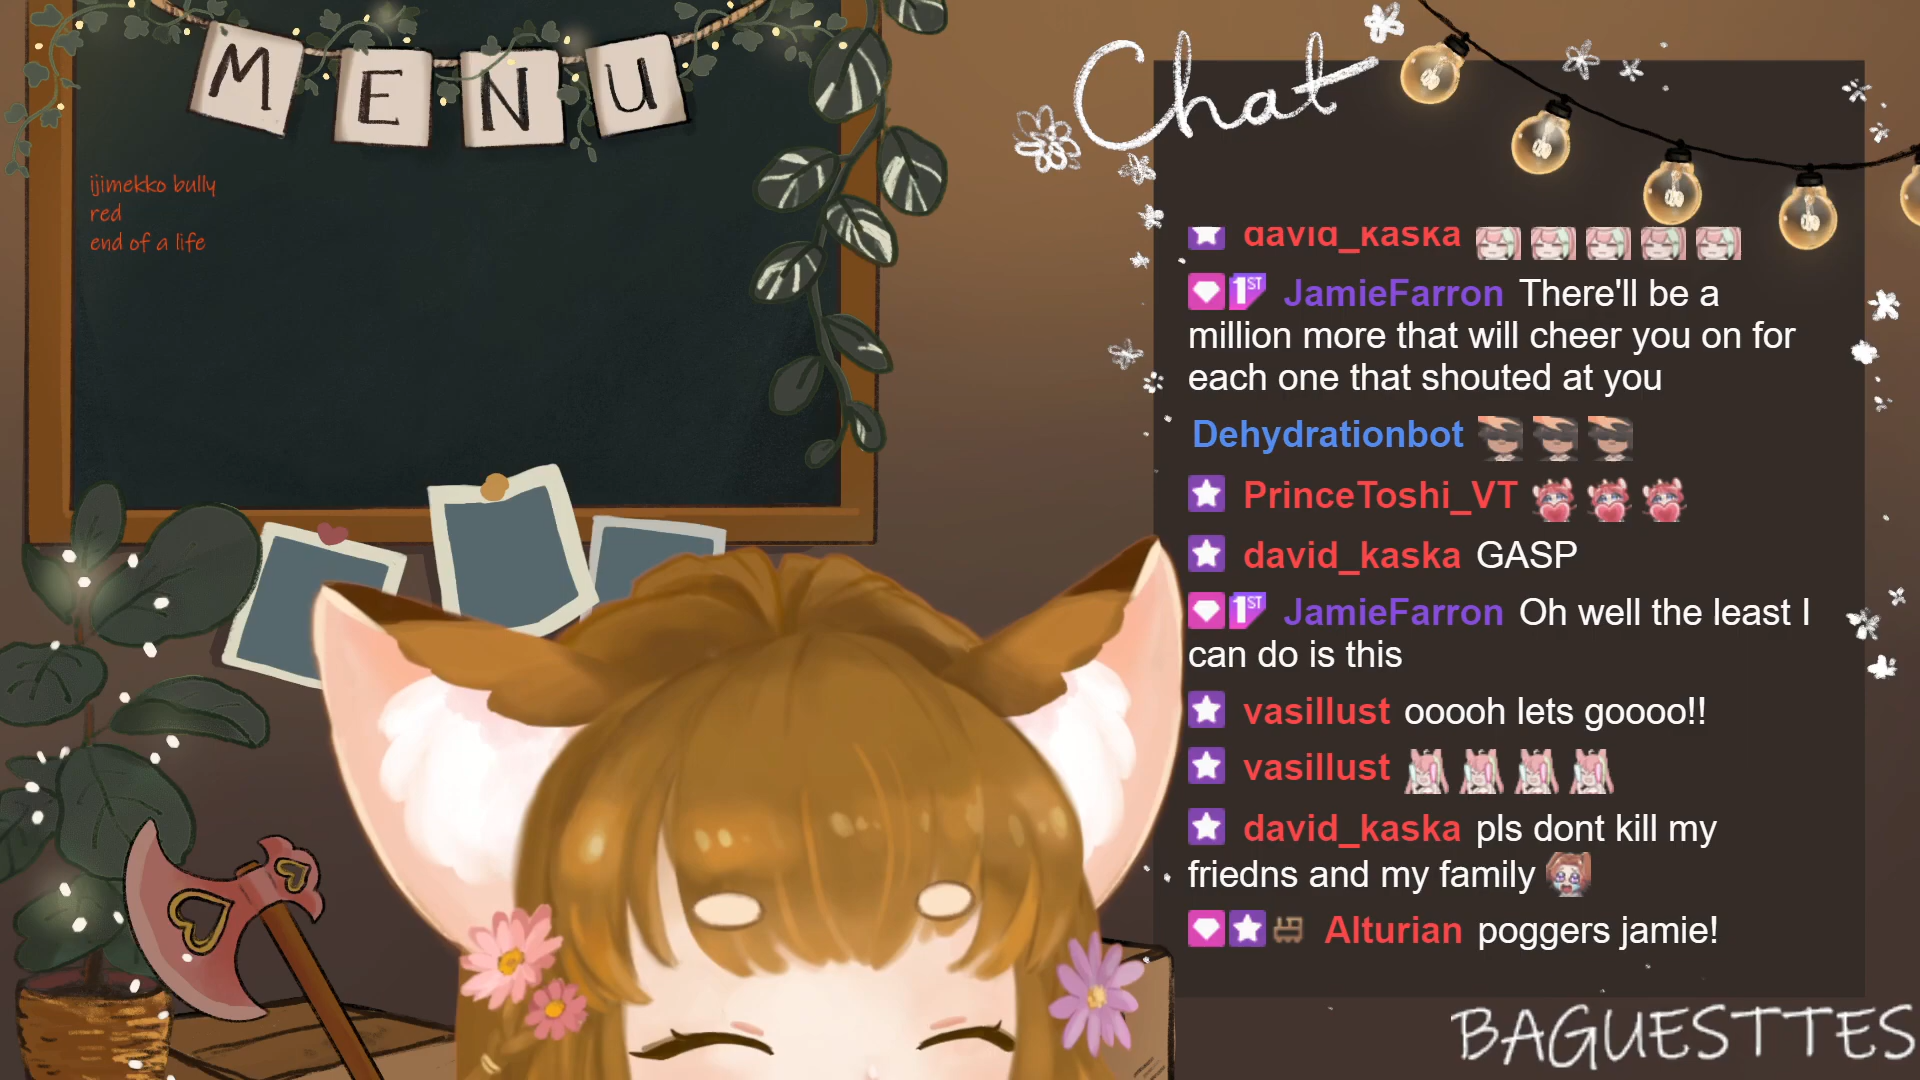 MENU
ijimekko bully
red
end of a life
Chat
david_kaska
1ST JamieFarron There'll be a
million more that will cheer you on for
each one that shouted at you
Dehydrationbot
PrinceToshi_VT
david_kaska GASP
1ST JamieFarron Oh well the least I
can do is this
vasillust ooooh lets goooo!!
vasillust
david_kaska pls dont kill my
friedns and my family
Alturian poggers jamie!
BAGUESTTES